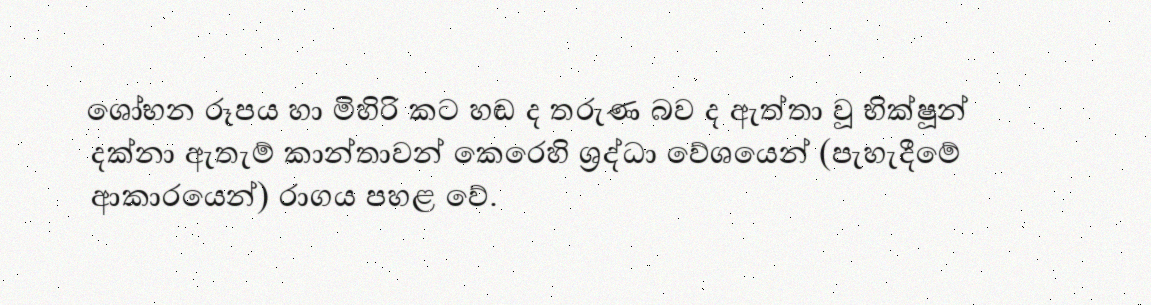 ශෝභන රූපය හා මිහිරි කට හඬ ද තරුණ බව ද ඇත්තා වූ භික්ෂූන්
දක්නා ඇතැම් කාන්තාවන් කෙරෙහි ශ්‍රද්ධා වේශයෙන් (පැහැදීමේ
ආකාරයෙන්) රාගය පහළ වේ.